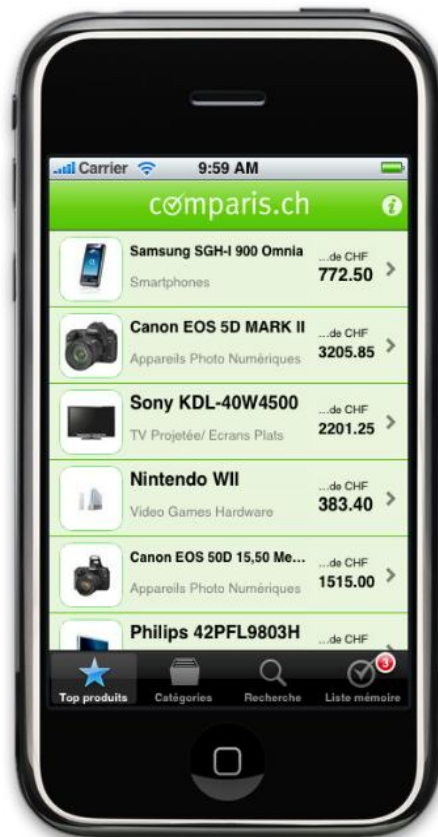 Carrier 9:59 AM
comparis.ch
Samsung SGH-I 900 Omnia
...de CHF
772.50
Smartphones
Canon EOS 5D MARK II
...de CHF
3205.85
Appareils Photo Numériques
Sony KDL-40W4500
...de CHF
2201.25
TV Projetée/ Ecrans Plats
Nintendo WII
...de CHF
383.40
Video Games Hardware
Canon EOS 50D 15,50 Me...
...de CHF
1515.00
Appareils Photo Numériques
Philips 42PFL9803H
...de CHF
3
Top produits Catégories Recherche Liste mémoire